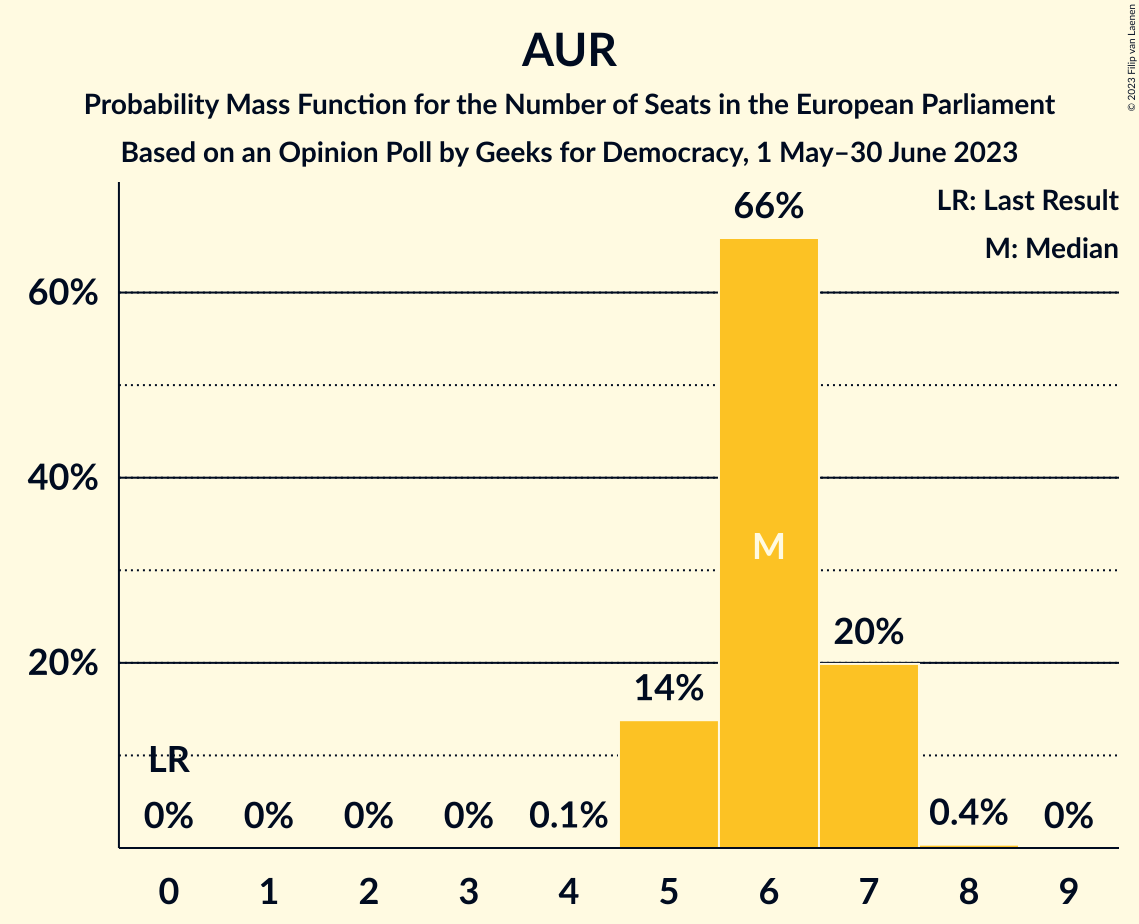 AUR
Probability Mass Function for the Number of Seats in the European Parliament
Based on an Opinion Poll by Geeks for Democracy, 1 May–30 June 2023
© 2023 Filip van Laenen
LR: Last Result
M: Median
66%
60%
40%
M
20%
20%
14%
LR
0% 0% 0% 0% 0.1% 0.4% 0%
0 1 2 3 4 5 6 7 8 9